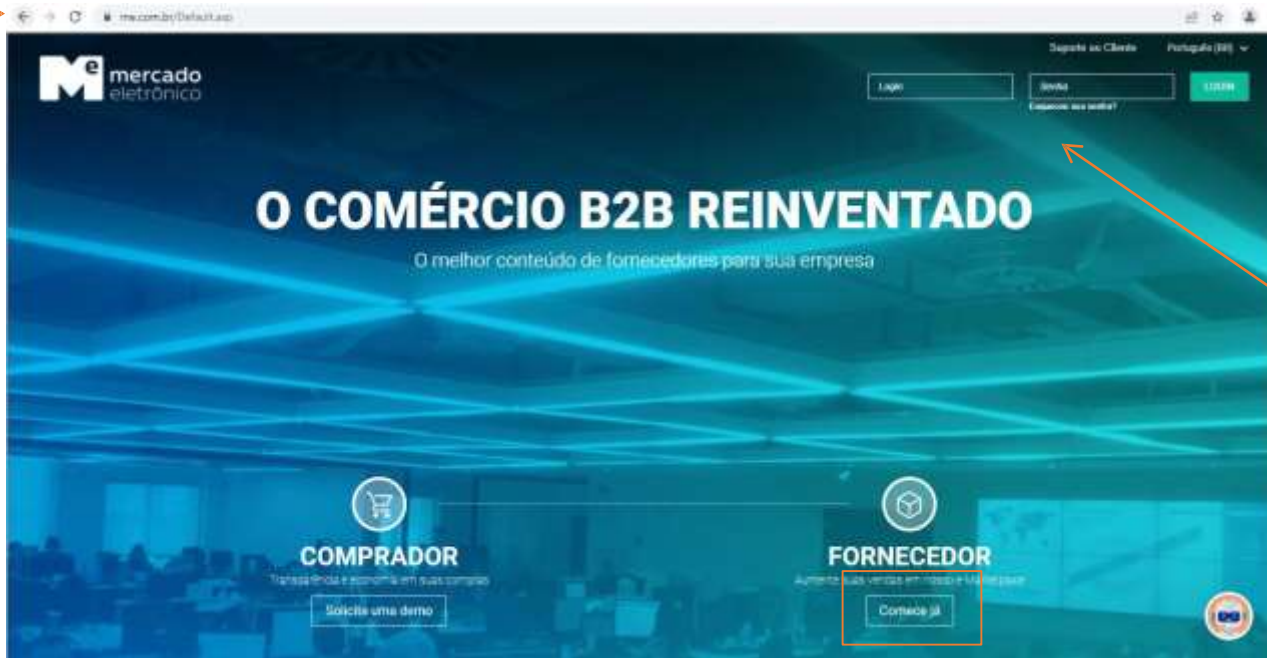 me.com.br/Default.asp
Suporte ao Cliente Português (BR)
Me mercado
eletrônico
Login Senha LOGIN
Esqueceu sua senha?
O COMÉRCIO B2B REINVENTADO
O melhor conteúdo de fornecedores para sua empresa
COMPRADOR
Transparência e economia em suas compras
Solicite uma demo
FORNECEDOR
Aumente suas vendas em nosso e-Marketplace
Comece já